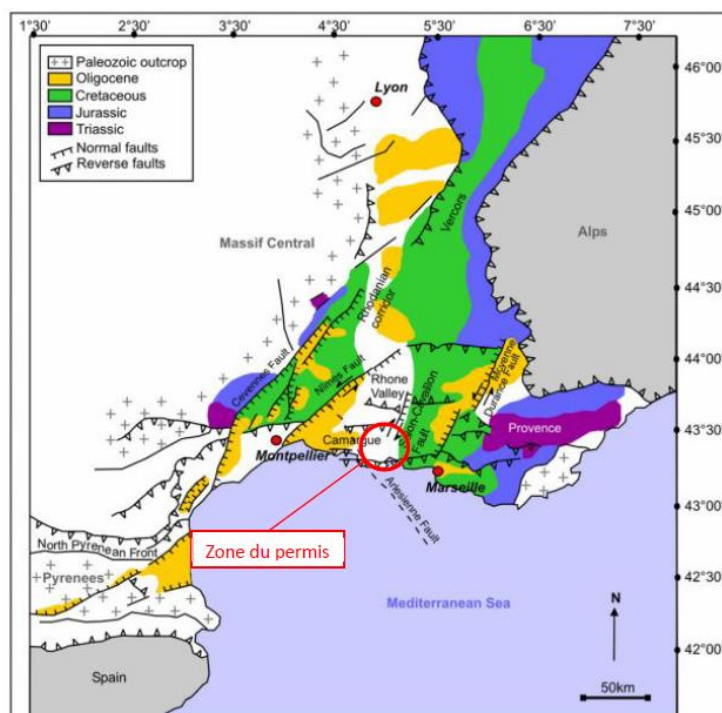 1°30'
2°30'
3°30'
4°30'
5°30'
6°30'
7°30'
Paleozoic outcrop
Oligocene
Cretaceous
Jurassic
Triassic
Normal faults
Reverse faults
Lyon
46°00'
45°30'
45°00'
44°30'
44°00'
43°30'
43°00'
42°30'
42°00'
Massif Central
Alps
Vercors
Rhodanian
corridor
Cevennes Fault
Nimes Fault
Rhone
Valley
Moyenne
Durance Fault
Fault
Provence
Camargue
Montpellier
Marseille
Arlesienne Fault
Zone du permis
North Pyrenean Front
Pyrenees
Mediterranean Sea
Spain
N
50km